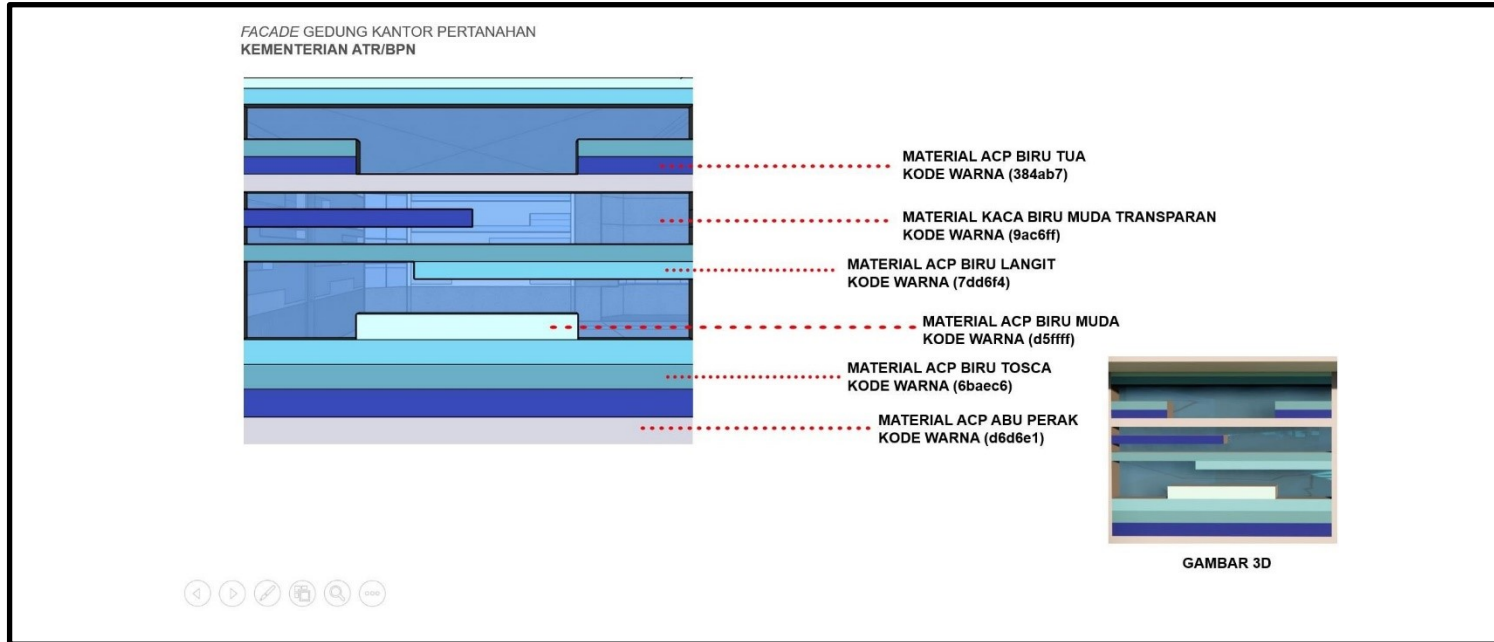 FACADE GEDUNG KANTOR PERTANAHAN
KEMENTERIAN ATR/BPN
MATERIAL ACP BIRU TUA
KODE WARNA (384ab7)
MATERIAL KACA BIRU MUDA TRANSPARAN
KODE WARNA (9ac6ff)
MATERIAL ACP BIRU LANGIT
KODE WARNA (7dd6f4)
MATERIAL ACP BIRU MUDA
KODE WARNA (d5ffff)
MATERIAL ACP BIRU TOSCA
KODE WARNA (6baec6)
MATERIAL ACP ABU PERAK
KODE WARNA (d6d6e1)
GAMBAR 3D